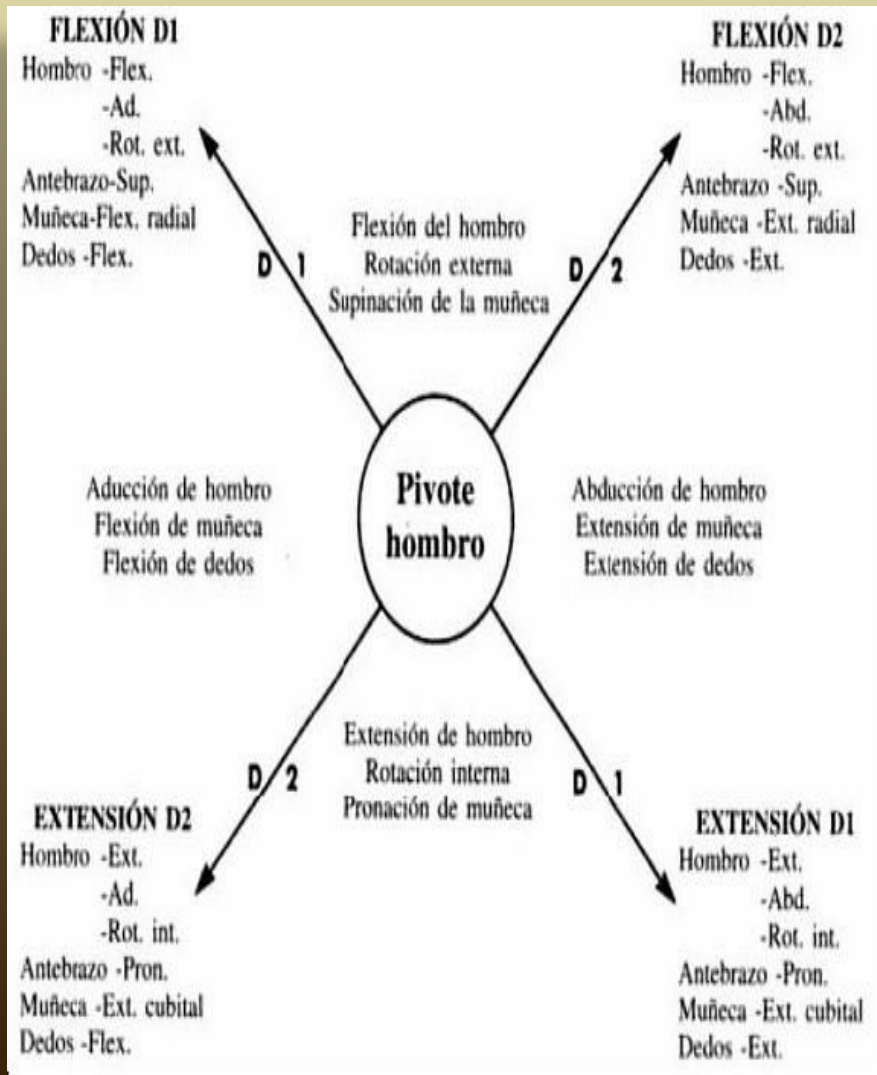 FLEXIÓN D1
Hombro -Flex.
-Ad.
-Rot. ext.
Antebrazo-Sup.
Muñeca-Flex. radial
Dedos -Flex.
FLEXIÓN D2
Hombro -Flex.
-Abd.
-Rot. ext.
Antebrazo -Sup.
Muñeca -Ext. radial
Dedos -Ext.
D 1
Flexión del hombro
Rotación externa
Supinación de la muñeca
D 2
Aducción de hombro
Flexión de muñeca
Flexión de dedos
Pivote
hombro
Abducción de hombro
Extensión de muñeca
Extensión de dedos
D 2
Extensión de hombro
Rotación interna
Pronación de muñeca
D 1
EXTENSIÓN D2
Hombro -Ext.
-Ad.
-Rot. int.
Antebrazo -Pron.
Muñeca -Ext. cubital
Dedos -Flex.
EXTENSIÓN D1
Hombro -Ext.
-Abd.
-Rot. int.
Antebrazo -Pron.
Muñeca -Ext. cubital
Dedos -Ext.